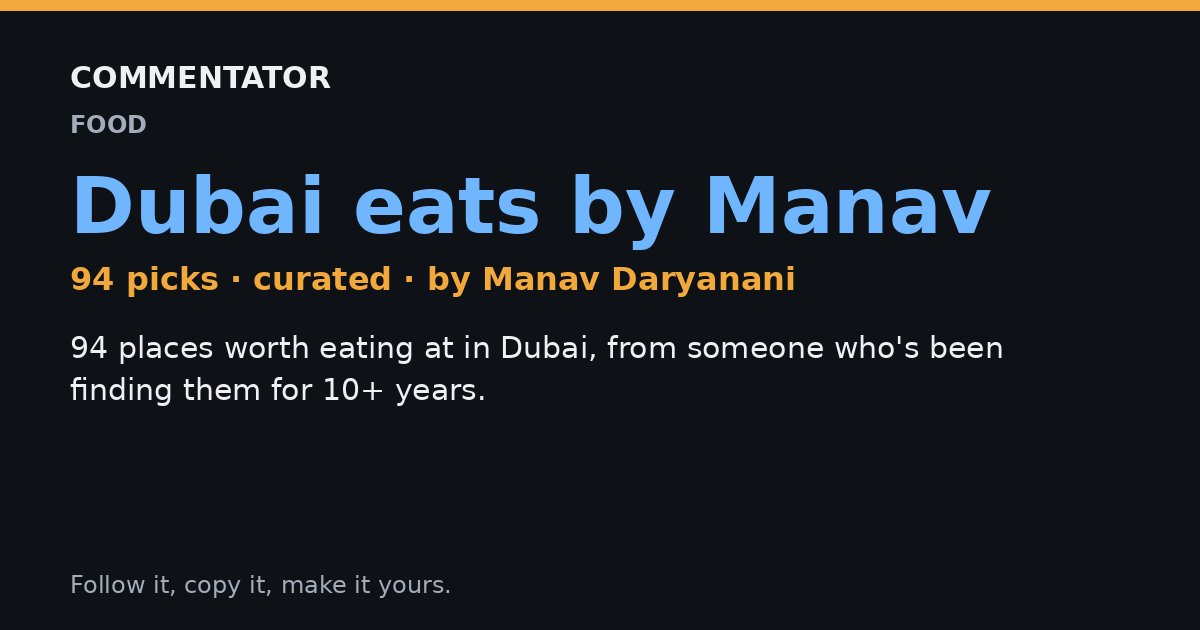 COMMENTATOR
FOOD
Dubai eats by Manav
94 picks · curated · by Manav Daryanani
94 places worth eating at in Dubai, from someone who's been
finding them for 10+ years.
Follow it, copy it, make it yours.